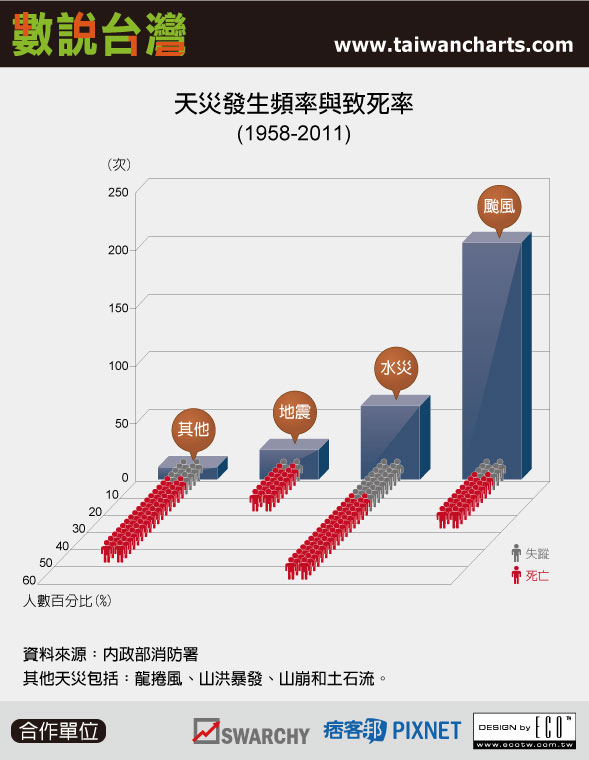 數說台灣
www.taiwancharts.com
天災發生頻率與致死率
(1958-2011)
(次)
250
200
150
100
50
0
颱風
水災
地震
其他
10
20
30
40
50
60
人數百分比(%)
失蹤
死亡
資料來源：內政部消防署
其他天災包括：龍捲風、山洪暴發、山崩和土石流。
合作單位
SWARCHY
痞客邦 PIXNET
DESIGN by ECO™
www.ecotw.com.tw